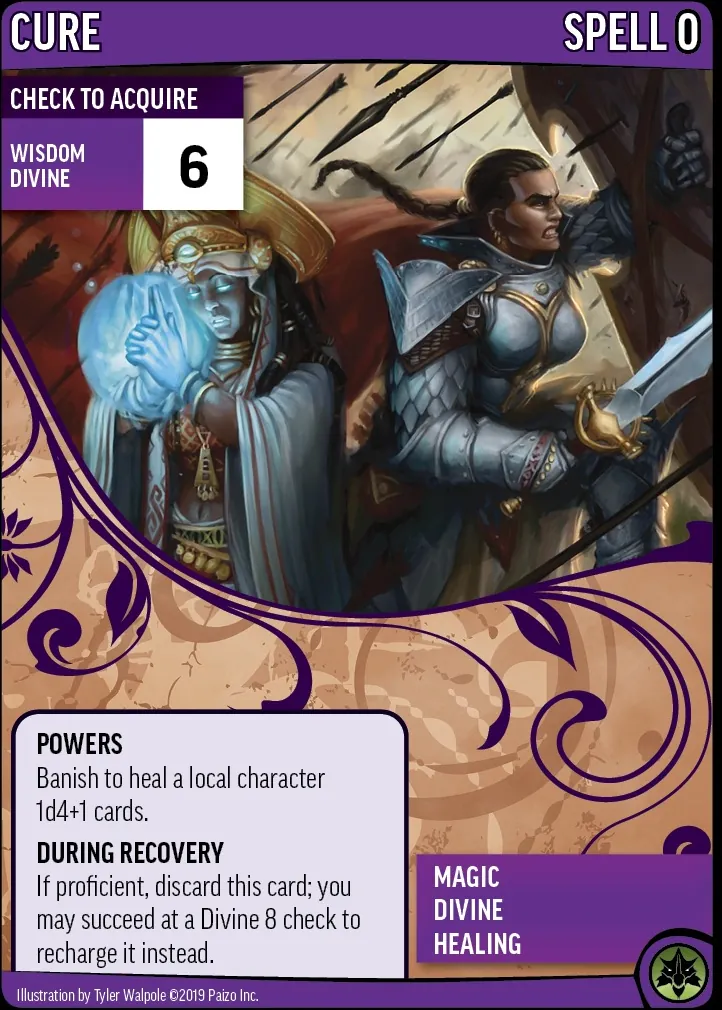 CURE
SPELL 0
CHECK TO ACQUIRE
WISDOM
DIVINE
6
POWERS
Banish to heal a local character
1d4+1 cards.
DURING RECOVERY
If proficient, discard this card; you
may succeed at a Divine 8 check to
recharge it instead.
MAGIC
DIVINE
HEALING
Illustration by Tyler Walpole ©2019 Paizo Inc.